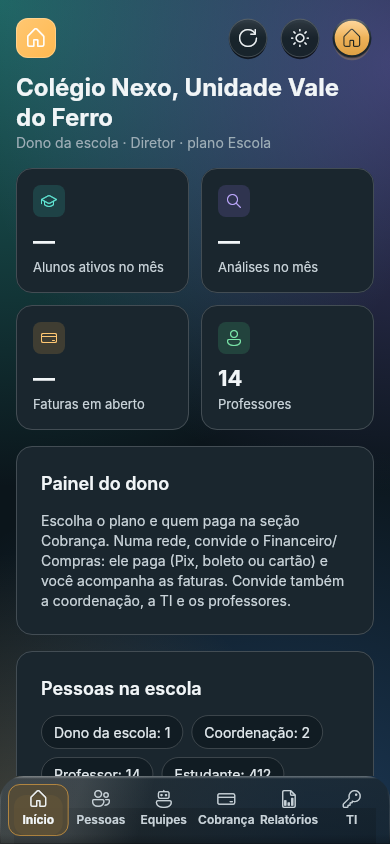 Colégio Nexo, Unidade Vale
do Ferro
Dono da escola · Diretor · plano Escola
—
Alunos ativos no mês
—
Análises no mês
—
Faturas em aberto
14
Professores
Painel do dono
Escolha o plano e quem paga na seção
Cobrança. Numa rede, convide o Financeiro/
Compras: ele paga (Pix, boleto ou cartão) e
você acompanha as faturas. Convide também
a coordenação, a TI e os professores.
Pessoas na escola
Dono da escola: 1
Coordenação: 2
Professor: 14
Estudante: 412
Início
Pessoas
Equipes
Cobrança
Relatórios
TI